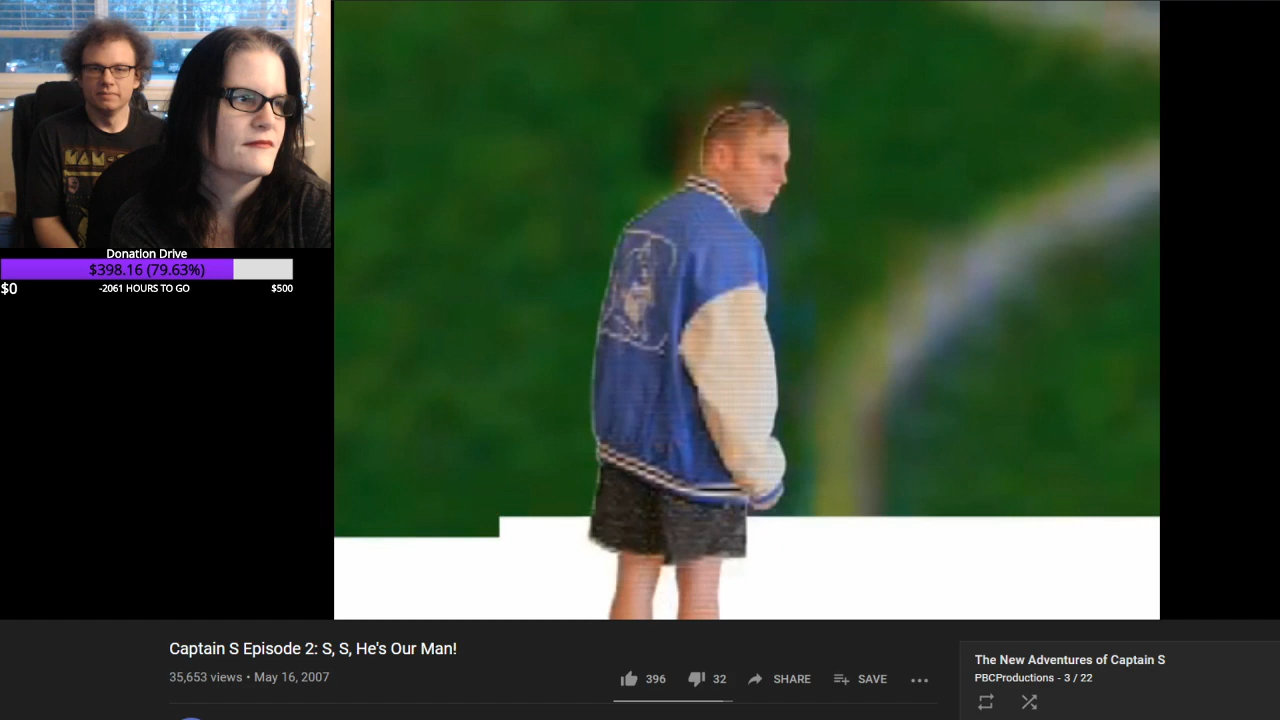 Donation Drive
$398.16 (79.63%)
$0
-2061 HOURS TO GO
$500
Captain S Episode 2: S, S, He's Our Man!
35,653 views • May 16, 2007
396
32
SHARE
SAVE
The New Adventures of Captain S
PBCProductions - 3 / 22